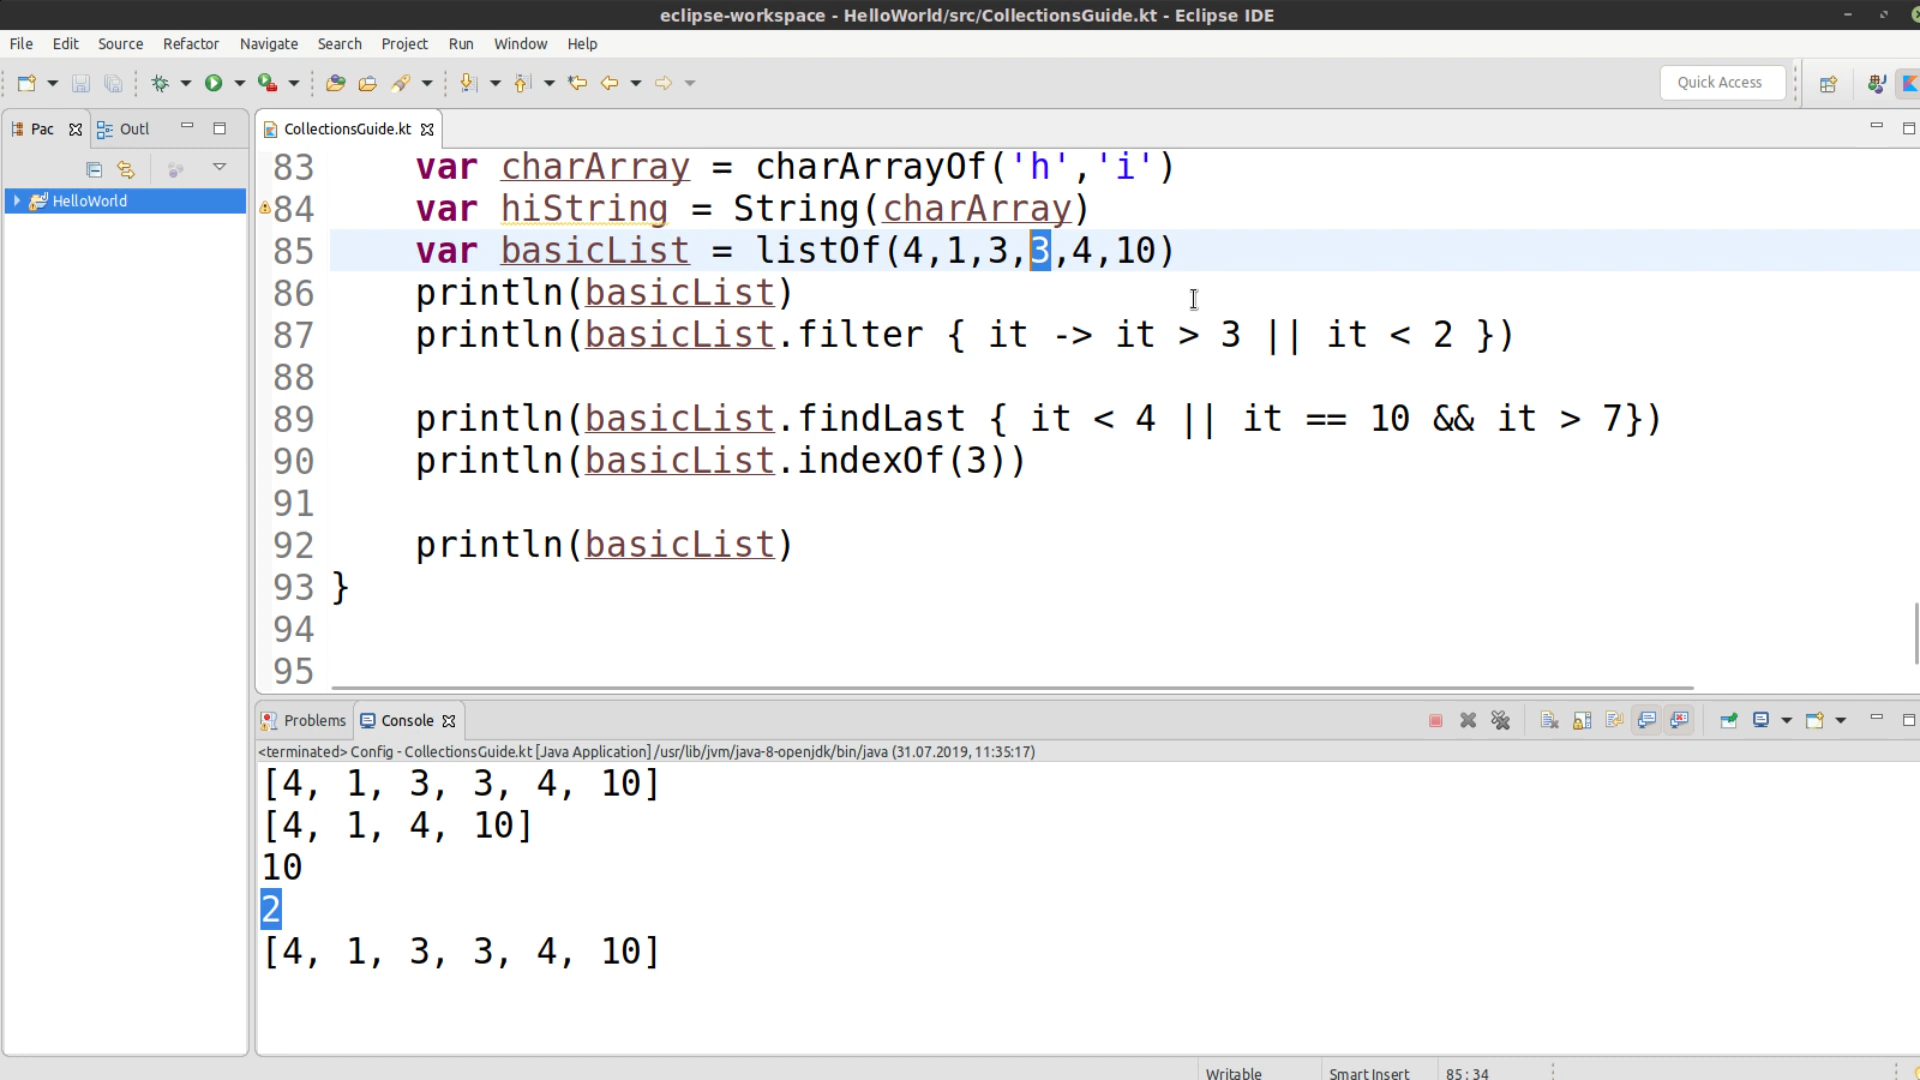 eclipse-workspace - HelloWorld/src/CollectionsGuide.kt - Eclipse IDE
File Edit Source Refactor Navigate Search Project Run Window Help
Quick Access
Pac Outl
CollectionsGuide.kt
HelloWorld
83 var charArray = charArrayOf('h','i')
84 var hiString = String(charArray)
85 var basicList = listOf(4,1,3,3,4,10)
86 println(basicList)
87 println(basicList.filter { it -> it > 3 || it < 2 })
88
89 println(basicList.findLast { it < 4 || it == 10 && it > 7})
90 println(basicList.indexOf(3))
91
92 println(basicList)
93 }
94
95
Problems Console
<terminated> Config - CollectionsGuide.kt [Java Application] /usr/lib/jvm/java-8-openjdk/bin/java (31.07.2019, 11:35:17)
[4, 1, 3, 3, 4, 10]
[4, 1, 4, 10]
10
2
[4, 1, 3, 3, 4, 10]
Writable Smart Insert 85 : 34